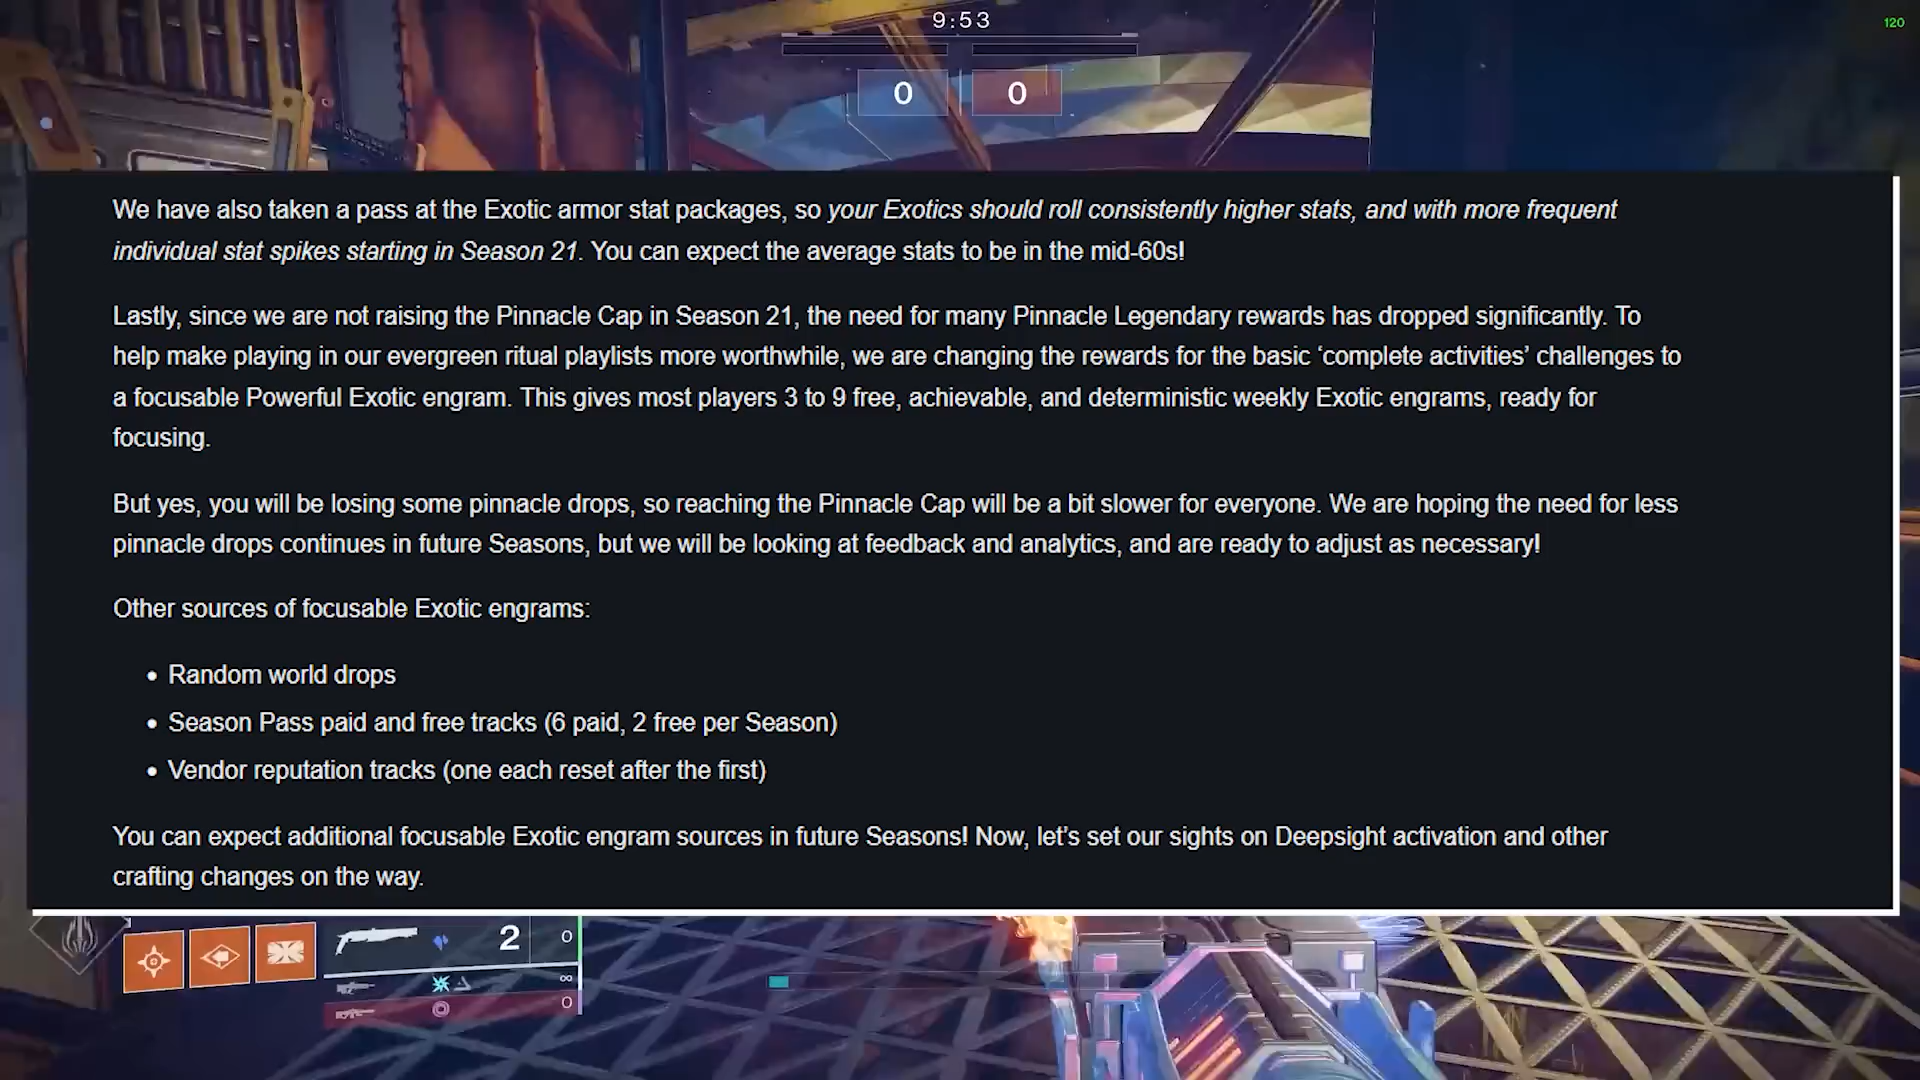 9:53
120
0
0
We have also taken a pass at the Exotic armor stat packages, so your Exotics should roll consistently higher stats, and with more frequent
individual stat spikes starting in Season 21. You can expect the average stats to be in the mid-60s!
Lastly, since we are not raising the Pinnacle Cap in Season 21, the need for many Pinnacle Legendary rewards has dropped significantly. To
help make playing in our evergreen ritual playlists more worthwhile, we are changing the rewards for the basic ‘complete activities’ challenges to
a focusable Powerful Exotic engram. This gives most players 3 to 9 free, achievable, and deterministic weekly Exotic engrams, ready for
focusing.
But yes, you will be losing some pinnacle drops, so reaching the Pinnacle Cap will be a bit slower for everyone. We are hoping the need for less
pinnacle drops continues in future Seasons, but we will be looking at feedback and analytics, and are ready to adjust as necessary!
Other sources of focusable Exotic engrams:
• Random world drops
• Season Pass paid and free tracks (6 paid, 2 free per Season)
• Vendor reputation tracks (one each reset after the first)
You can expect additional focusable Exotic engram sources in future Seasons! Now, let's set our sights on Deepsight activation and other
crafting changes on the way.
2
0
∞
0